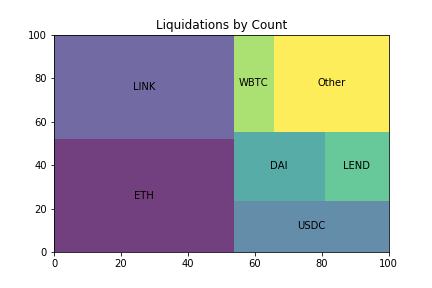 Liquidations by Count
100
80
60
40
20
0
LINK
WBTC
Other
DAI
LEND
ETH
USDC
0 20 40 60 80 100